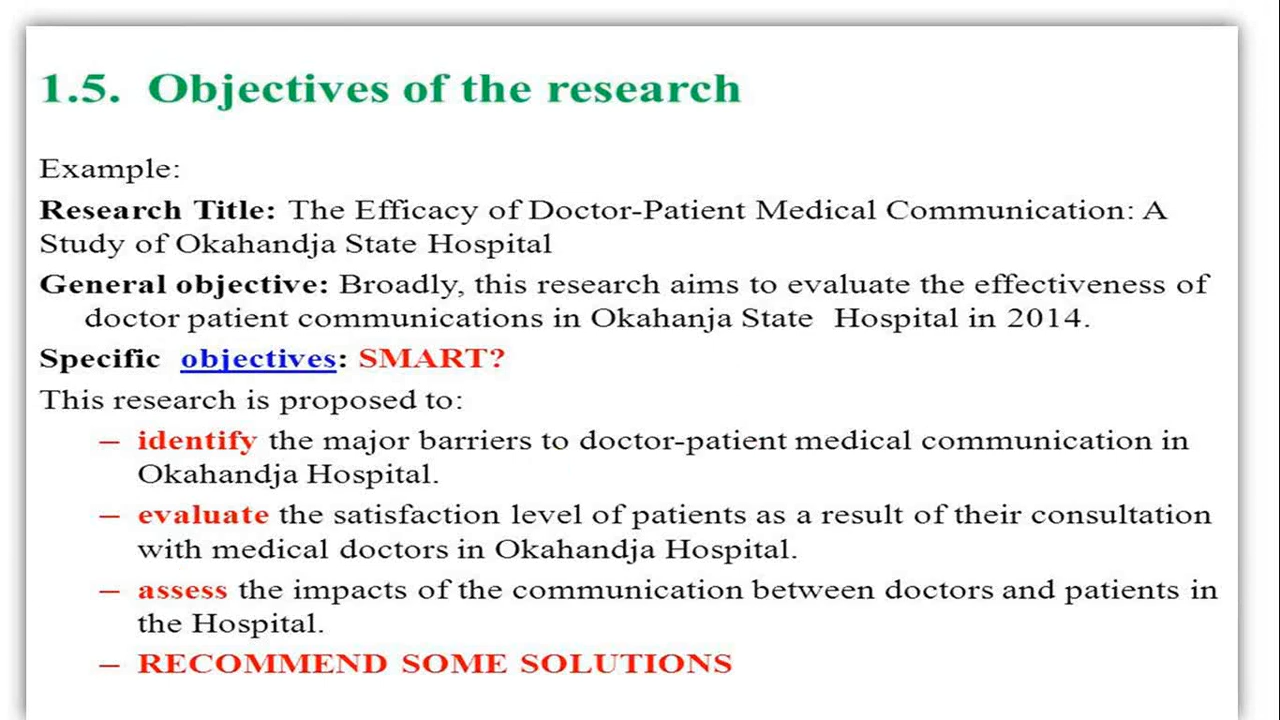 1.5. Objectives of the research
Example:
Research Title: The Efficacy of Doctor-Patient Medical Communication: A
Study of Okahandja State Hospital
General objective: Broadly, this research aims to evaluate the effectiveness of
doctor patient communications in Okahanja State Hospital in 2014.
Specific objectives: SMART?
This research is proposed to:
– identify the major barriers to doctor-patient medical communication in
Okahandja Hospital.
– evaluate the satisfaction level of patients as a result of their consultation
with medical doctors in Okahandja Hospital.
– assess the impacts of the communication between doctors and patients in
the Hospital.
– RECOMMEND SOME SOLUTIONS